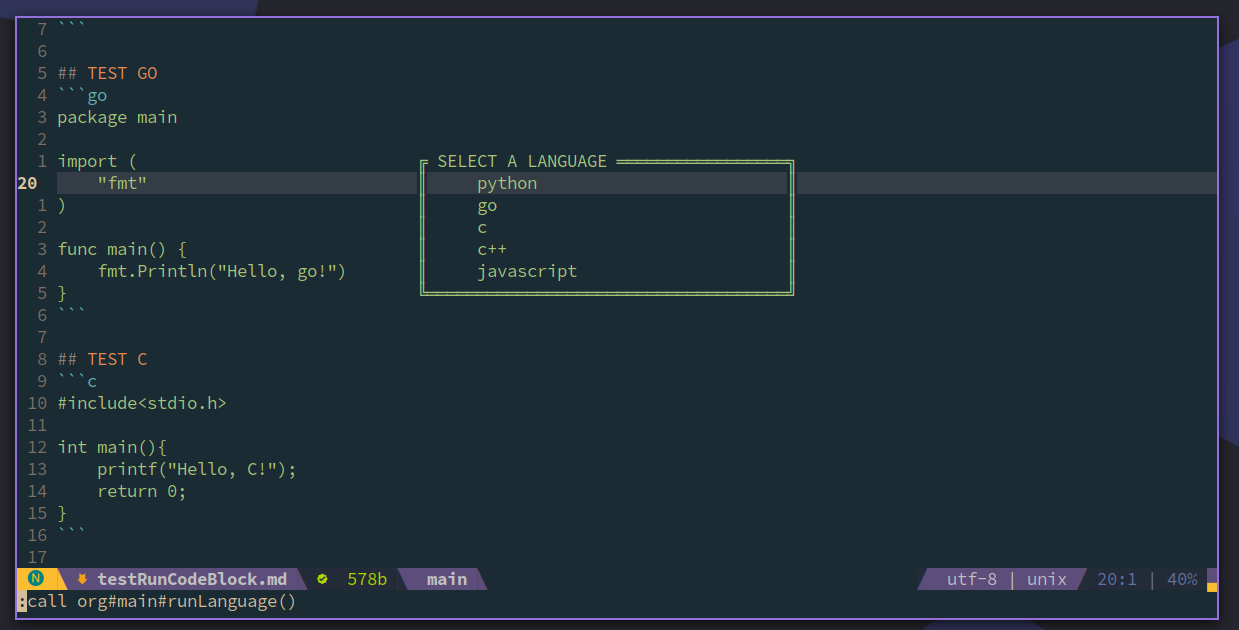 7 ```
6
5 ## TEST GO
4 ```go
3 package main
2
1 import ( SELECT A LANGUAGE
20 "fmt" python
1 ) go
2 c
3 func main() { c++
4 fmt.Println("Hello, go!") javascript
5 }
6 ```
7
8 ## TEST C
9 ```c
10 #include<stdio.h>
11
12 int main(){
13 printf("Hello, C!");
14 return 0;
15 }
16 ```
17
N testRunCodeBlock.md 578b main utf-8 | unix 20:1 | 40%
:call org#main#runLanguage()